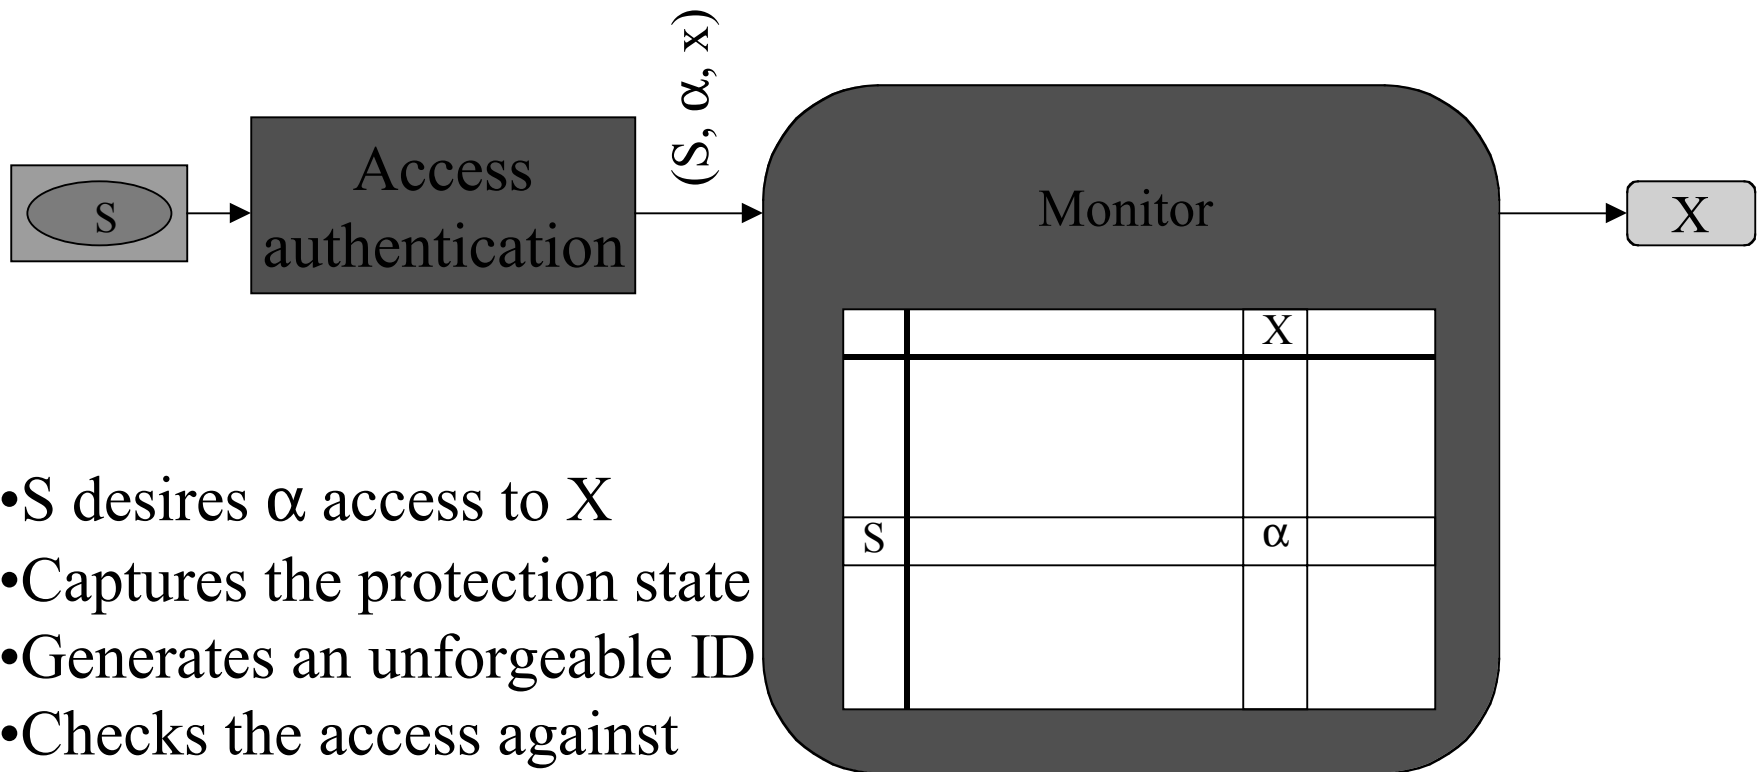 (S, α, x)
S
Access
authentication
Monitor
X
X
S
α
•S desires α access to X
•Captures the protection state
•Generates an unforgeable ID
•Checks the access against